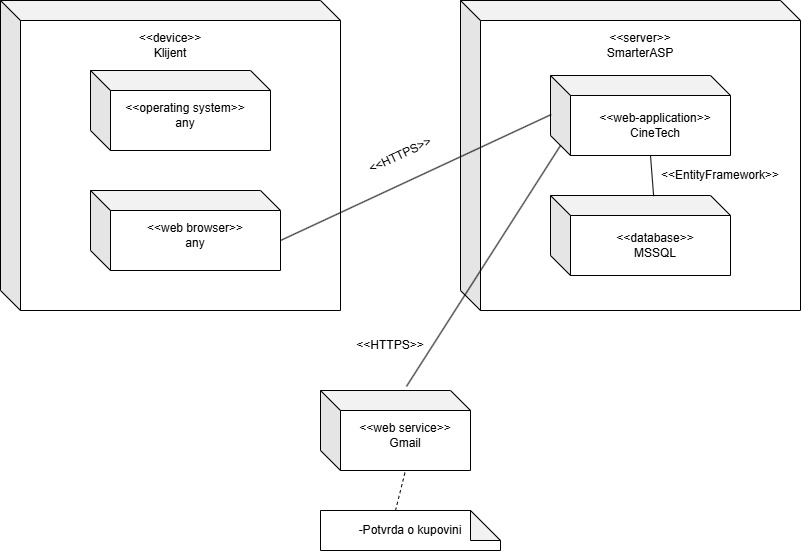 <<device>>
Klijent
<<operating system>>
any
<<web browser>>
any
<<HTTPS>>
<<server>>
SmarterASP
<<web-application>>
CineTech
<<EntityFramework>>
<<database>>
MSSQL
<<HTTPS>>
<<web service>>
Gmail
-Potvrda o kupovini